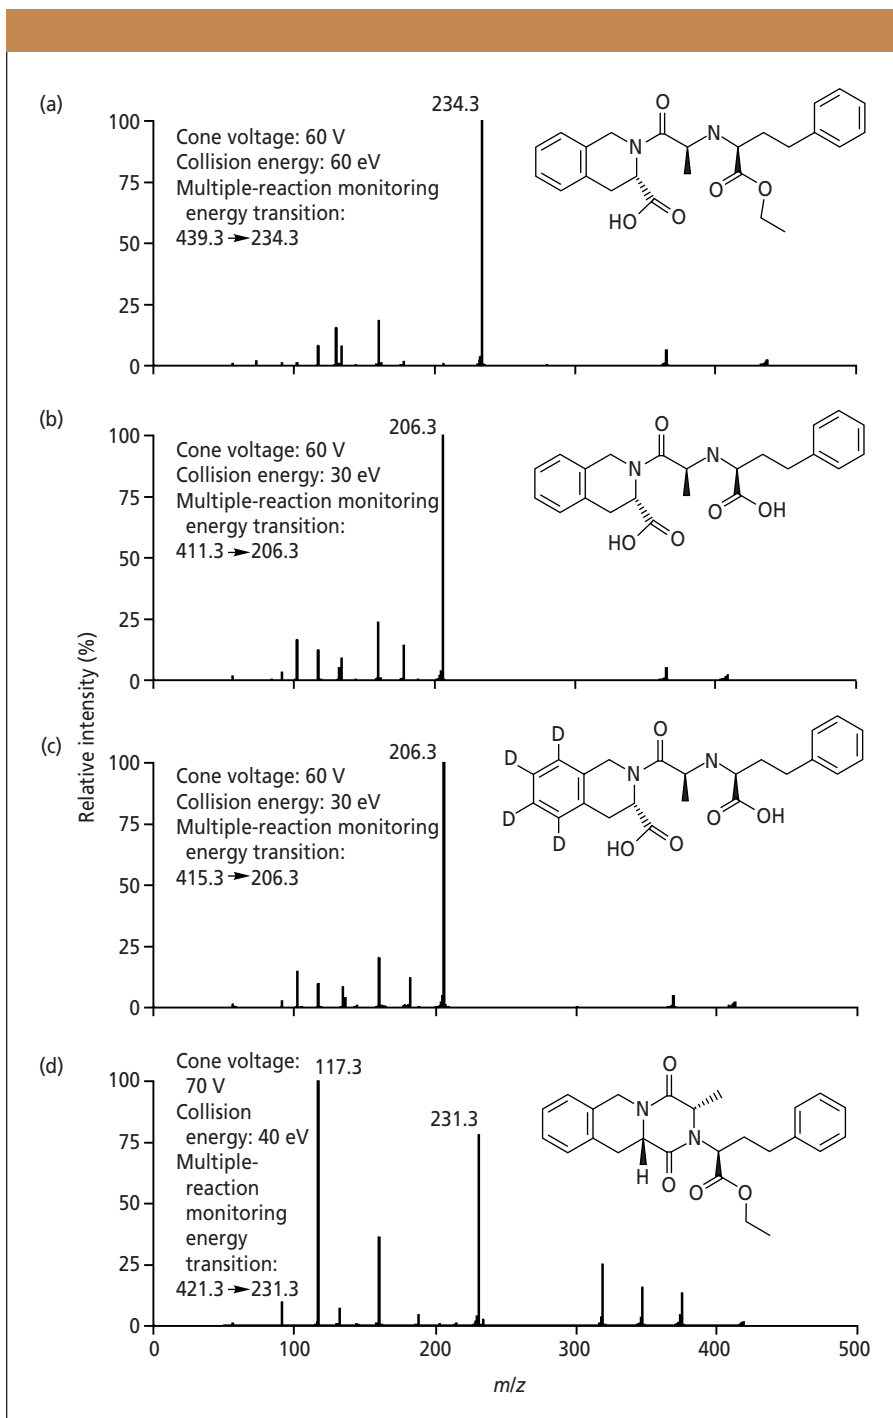 (a)
234.3
100
75
50
25
0
Cone voltage: 60 V
Collision energy: 60 eV
Multiple-reaction monitoring
energy transition:
439.3 → 234.3
O
N
N
HO
O
O
O
(b)
206.3
100
75
50
25
0
Cone voltage: 60 V
Collision energy: 30 eV
Multiple-reaction monitoring
energy transition:
411.3 → 206.3
O
N
N
HO
O
O
OH
Relative intensity (%)
(c)
206.3
100
75
50
25
0
Cone voltage: 60 V
Collision energy: 30 eV
Multiple-reaction monitoring
energy transition:
415.3 → 206.3
D
D
D
D
O
N
N
HO
O
O
OH
(d)
117.3
231.3
100
75
50
25
0
Cone voltage:
70 V
Collision
energy: 40 eV
Multiple-
reaction
monitoring
energy
transition:
421.3 → 231.3
O
N
N
H
O
O
O
0 100 200 300 400 500
m/z